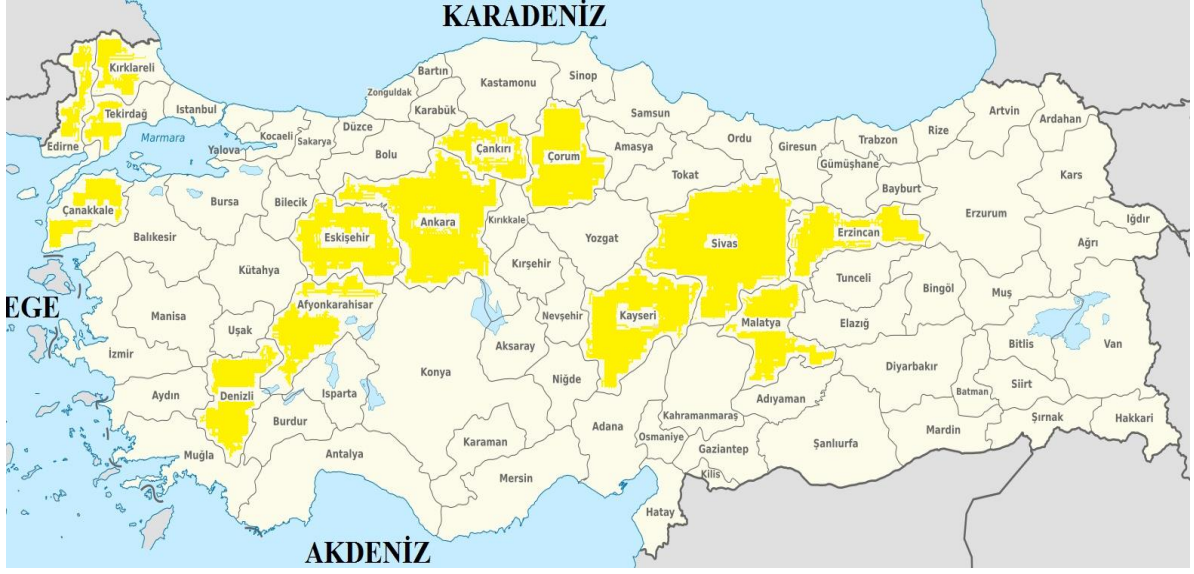 KARADENİZ
Kırklareli
Edirne
Tekirdağ
Istanbul
Marmara
Yalova
Kocaeli
Sakarya
Düzce
Zonguldak
Bartın
Karabük
Kastamonu
Sinop
Bolu
Çankırı
Çorum
Samsun
Amasya
Ordu
Tokat
Giresun
Trabzon
Gümüşhane
Bayburt
Rize
Artvin
Ardahan
Kars
Iğdır
Erzurum
Ağrı
Çanakkale
Balıkesir
Bursa
Bilecik
Eskişehir
Ankara
Kırıkkale
Yozgat
Sivas
Erzincan
Tunceli
Bingöl
Muş
Kütahya
Kırşehir
EGE
Manisa
Uşak
Afyonkarahisar
Nevşehir
Kayseri
Malatya
Elazığ
Diyarbakır
Bitlis
Van
İzmir
Aksaray
Konya
Niğde
Aydın
Denizli
Isparta
Burdur
Kahramanmaraş
Adıyaman
Batman
Siirt
Şırnak
Hakkari
Muğla
Antalya
Karaman
Mersin
Adana
Osmaniye
Gaziantep
Kilis
Şanlıurfa
Mardin
Hatay
AKDENİZ